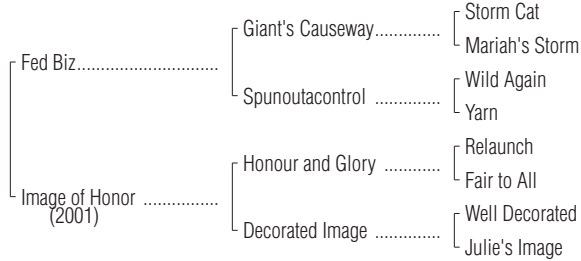 Storm Cat
Giant's Causeway..............
Mariah's Storm
Fed Biz..............................
Wild Again
Spunoutacontrol ..............
Yarn
Relaunch
Honour and Glory ............
Fair to All
Image of Honor ................
(2001)
Well Decorated
Decorated Image ..............
Julie's Image